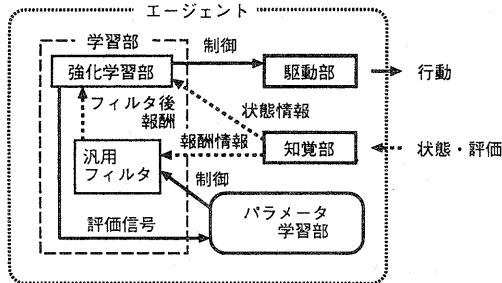 エージェント
学習部
制御
強化学習部
駆動部
行動
フィルタ後
報酬
状態情報
報酬情報
知覚部
状態・評価
汎用
フィルタ
制御
パラメータ
学習部
評価信号